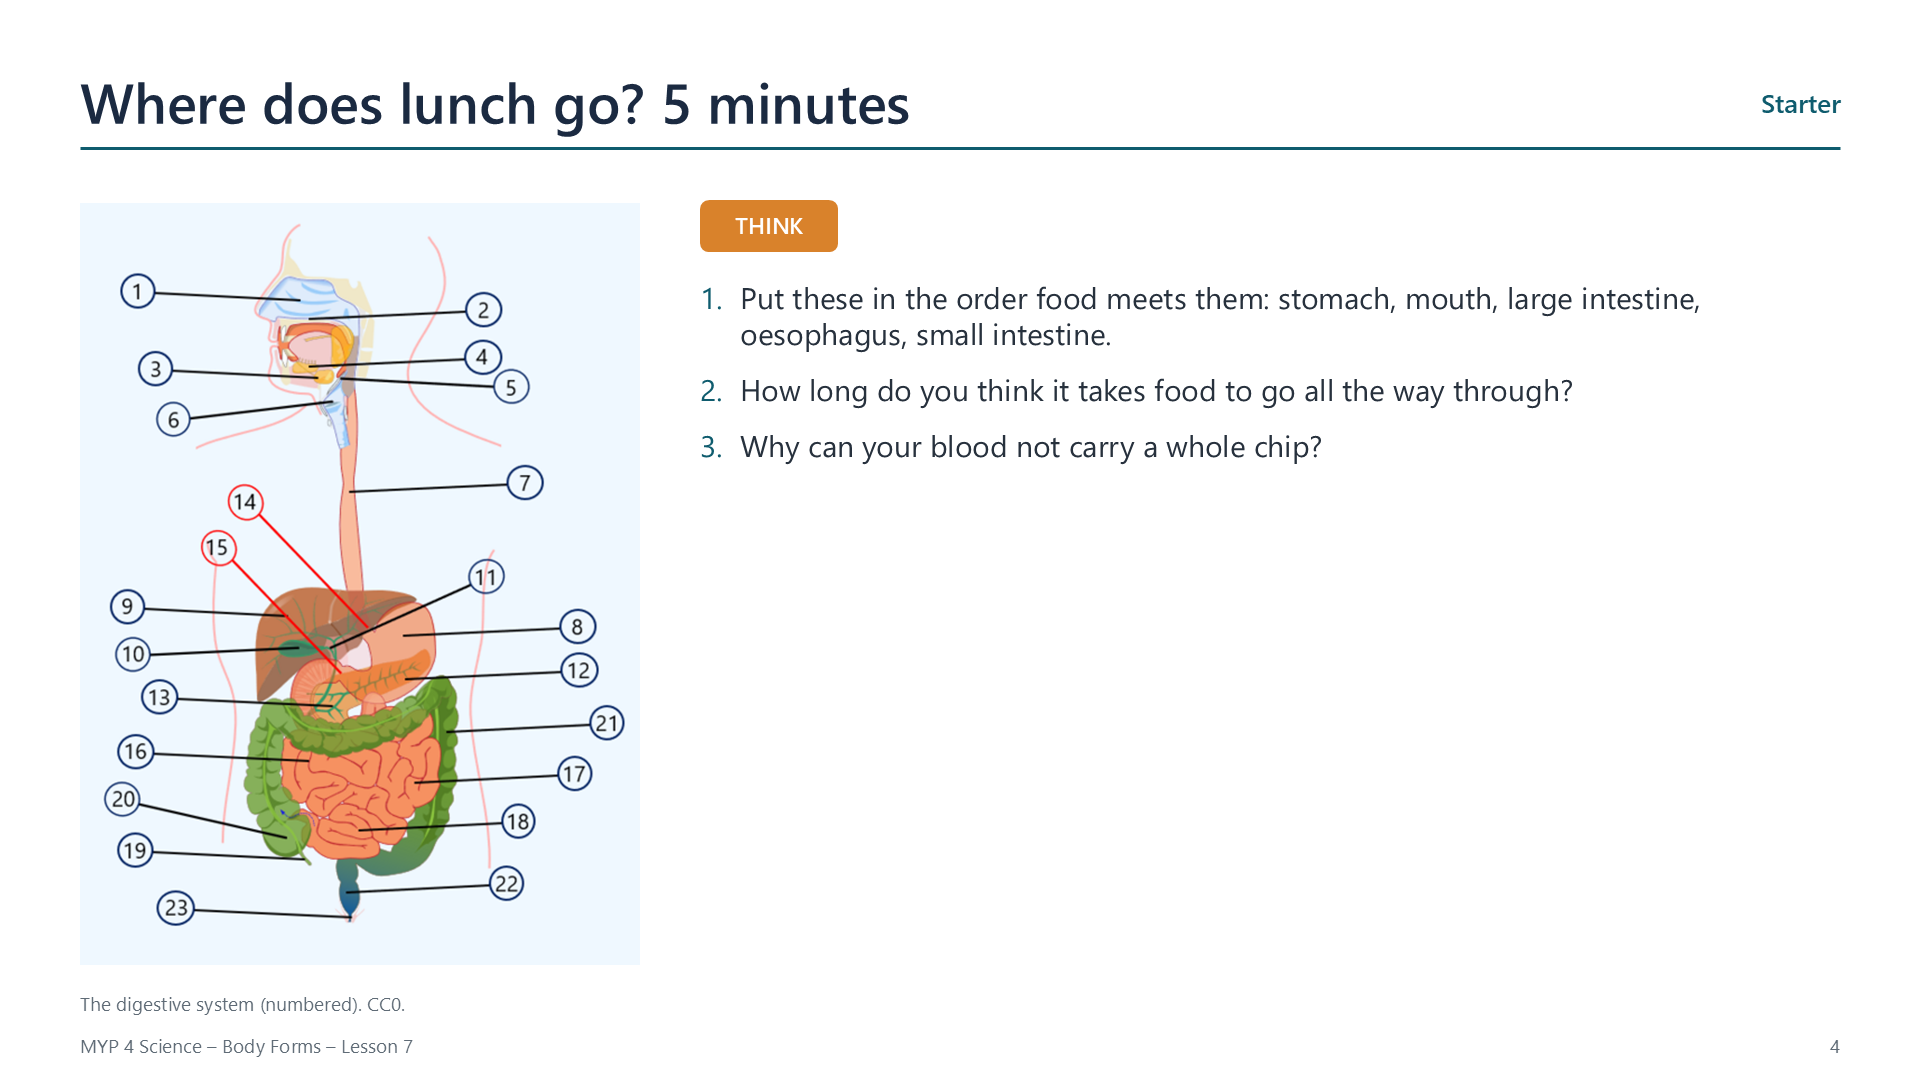 Where does lunch go? 5 minutes
Starter
THINK
1. Put these in the order food meets them: stomach, mouth, large intestine,
oesophagus, small intestine.
2. How long do you think it takes food to go all the way through?
3. Why can your blood not carry a whole chip?
1
2
3
4
5
6
7
14
15
11
9
8
10
12
13
21
16
17
20
18
19
22
23
The digestive system (numbered). CC0.
MYP 4 Science – Body Forms – Lesson 7
4